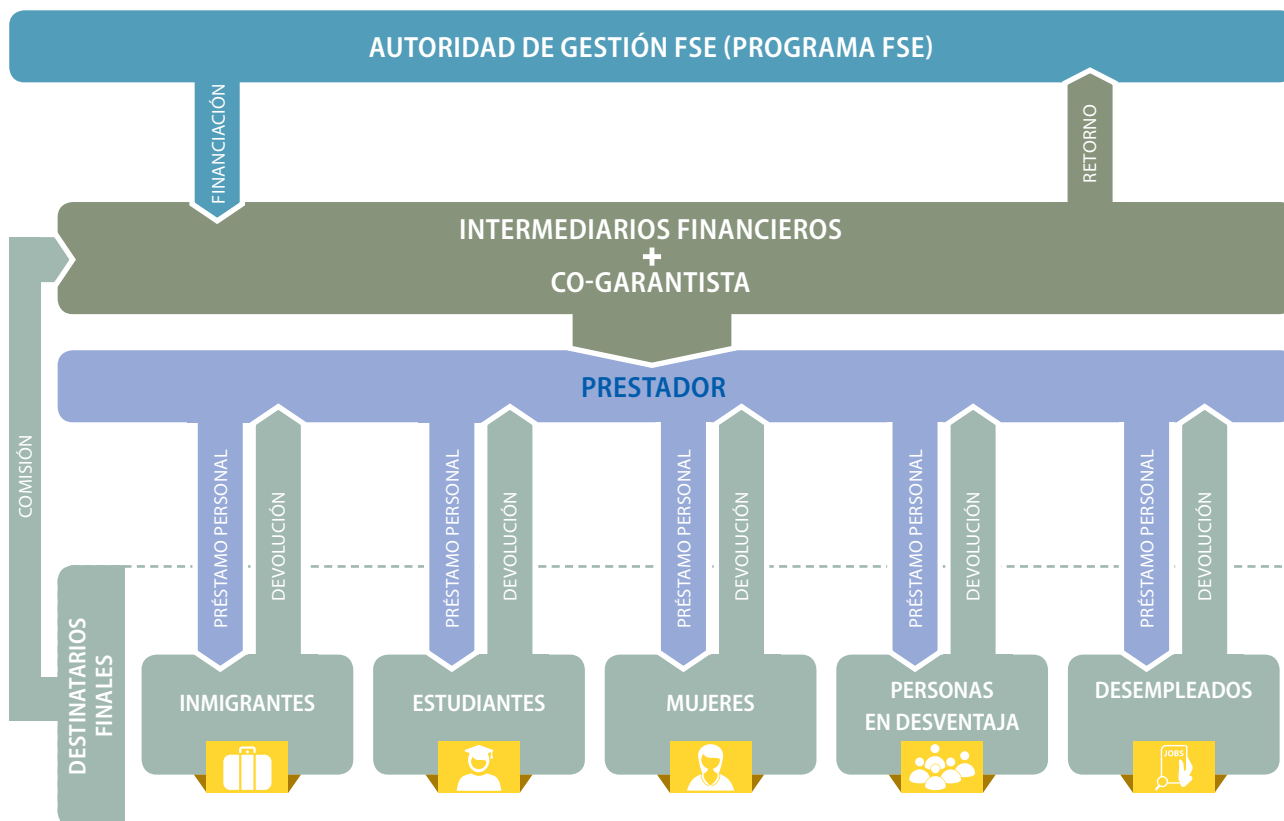 AUTORIDAD DE GESTIÓN FSE (PROGRAMA FSE)
FINANCIACIÓN
RETORNO
INTERMEDIARIOS FINANCIEROS
+
CO-GARANTISTA
PRESTADOR
COMISIÓN
PRÉSTAMO PERSONAL
DEVOLUCIÓN
PRÉSTAMO PERSONAL
DEVOLUCIÓN
PRÉSTAMO PERSONAL
DEVOLUCIÓN
PRÉSTAMO PERSONAL
DEVOLUCIÓN
PRÉSTAMO PERSONAL
DEVOLUCIÓN
DESTINATARIOS
FINALES
INMIGRANTES
ESTUDIANTES
MUJERES
PERSONAS
EN DESVENTAJA
DESEMPLEADOS
JOBS